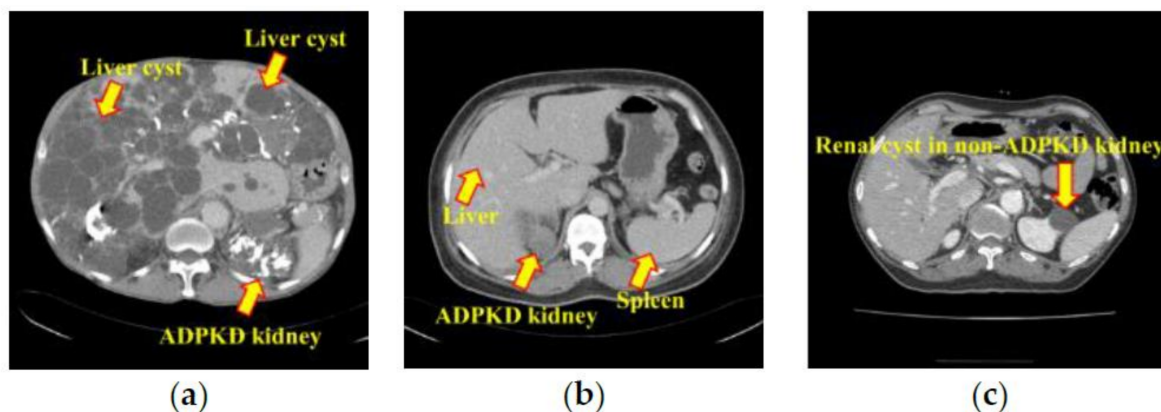 Liver cyst
Liver cyst
ADPKD kidney
(a)
Liver
ADPKD kidney
Spleen
(b)
Renal cyst in non-ADPKD kidney
(c)